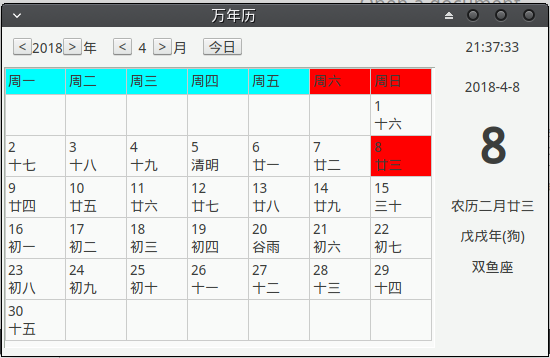 Open a document
万年历
< 2018 > 年 < 4 > 月 今日
21:37:33
2018-4-8
8
农历二月廿三
戊戌年(狗)
双鱼座
周一 周二 周三 周四 周五 周六 周日
1
十六
2 3 4 5 6 7 8
十七 十八 十九 清明 廿一 廿二 廿三
9 10 11 12 13 14 15
廿四 廿五 廿六 廿七 廿八 廿九 三十
16 17 18 19 20 21 22
初一 初二 初三 初四 谷雨 初六 初七
23 24 25 26 27 28 29
初八 初九 初十 十一 十二 十三 十四
30
十五